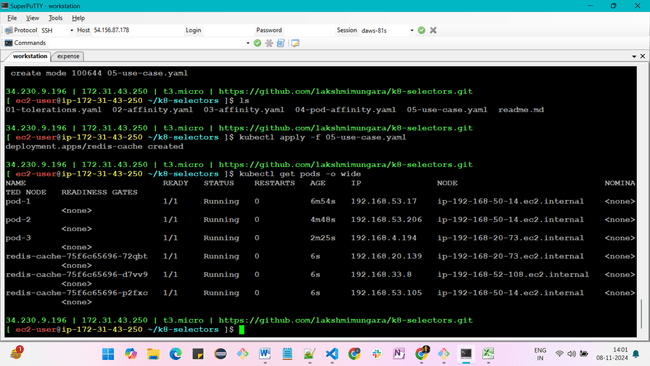 SuperPuTTY - workstation
File View Tools Help
Protocol SSH Host 54.156.87.178 Login Password Session daws-81s
Commands
workstation expense
create mode 100644 05-use-case.yaml
34.230.9.196 | 172.31.43.250 | t3.micro | https://github.com/lakshmimungara/k8-selectors.git
[ ec2-user@ip-172-31-43-250 ~/k8-selectors ]$ ls
01-tolerations.yaml 02-affinity.yaml 03-affinity.yaml 04-pod-affinity.yaml 05-use-case.yaml readme.md
34.230.9.196 | 172.31.43.250 | t3.micro | https://github.com/lakshmimungara/k8-selectors.git
[ ec2-user@ip-172-31-43-250 ~/k8-selectors ]$ kubectl apply -f 05-use-case.yaml
deployment.apps/redis-cache created
34.230.9.196 | 172.31.43.250 | t3.micro | https://github.com/lakshmimungara/k8-selectors.git
[ ec2-user@ip-172-31-43-250 ~/k8-selectors ]$ kubectl get pods -o wide
NAME READY STATUS RESTARTS AGE IP NODE NOMINA
TED NODE READINESS GATES
pod-1 1/1 Running 0 6m54s 192.168.53.17 ip-192-168-50-14.ec2.internal <none>
<none>
pod-2 1/1 Running 0 4m48s 192.168.53.206 ip-192-168-50-14.ec2.internal <none>
<none>
pod-3 1/1 Running 0 2m25s 192.168.4.194 ip-192-168-20-73.ec2.internal <none>
<none>
redis-cache-75f6c65696-72qbt 1/1 Running 0 6s 192.168.20.139 ip-192-168-20-73.ec2.internal <none>
<none>
redis-cache-75f6c65696-d7vv9 1/1 Running 0 6s 192.168.33.8 ip-192-168-52-108.ec2.internal <none>
<none>
redis-cache-75f6c65696-p2fxc 1/1 Running 0 6s 192.168.53.105 ip-192-168-50-14.ec2.internal <none>
<none>
34.230.9.196 | 172.31.43.250 | t3.micro | https://github.com/lakshmimungara/k8-selectors.git
[ ec2-user@ip-172-31-43-250 ~/k8-selectors ]$
ENG
IN
14:01
08-11-2024